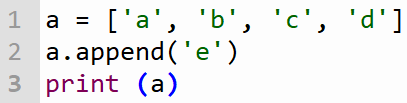 1 a = ['a', 'b', 'c', 'd']
2 a.append('e')
3 print (a)